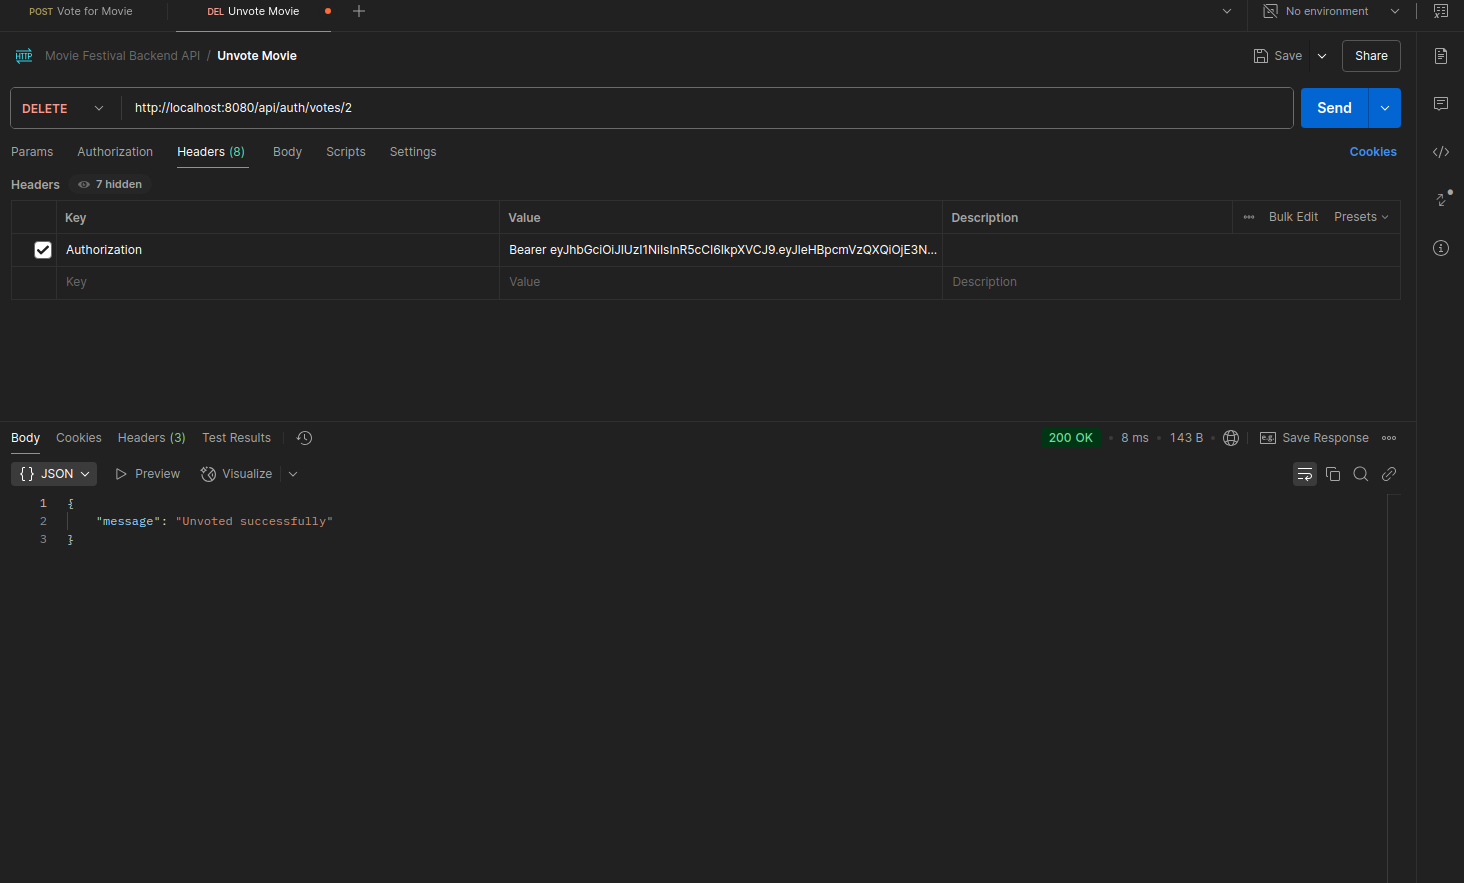 POST Vote for Movie DEL Unvote Movie No environment
HTTP Movie Festival Backend API / Unvote Movie Save Share
DELETE http://localhost:8080/api/auth/votes/2 Send
Params Authorization Headers (8) Body Scripts Settings Cookies
Headers 7 hidden
Key Value Description Bulk Edit Presets
Authorization Bearer eyJhbGciOiJIUzI1NiIsInR5cCI6IkpXVCJ9.eyJleHBpcmVzQXQiOjE3N...
Key Value Description
Body Cookies Headers (3) Test Results 200 OK • 8 ms • 143 B • e.g. Save Response
{} JSON Preview Visualize
1 {
2 "message": "Unvoted successfully"
3 }